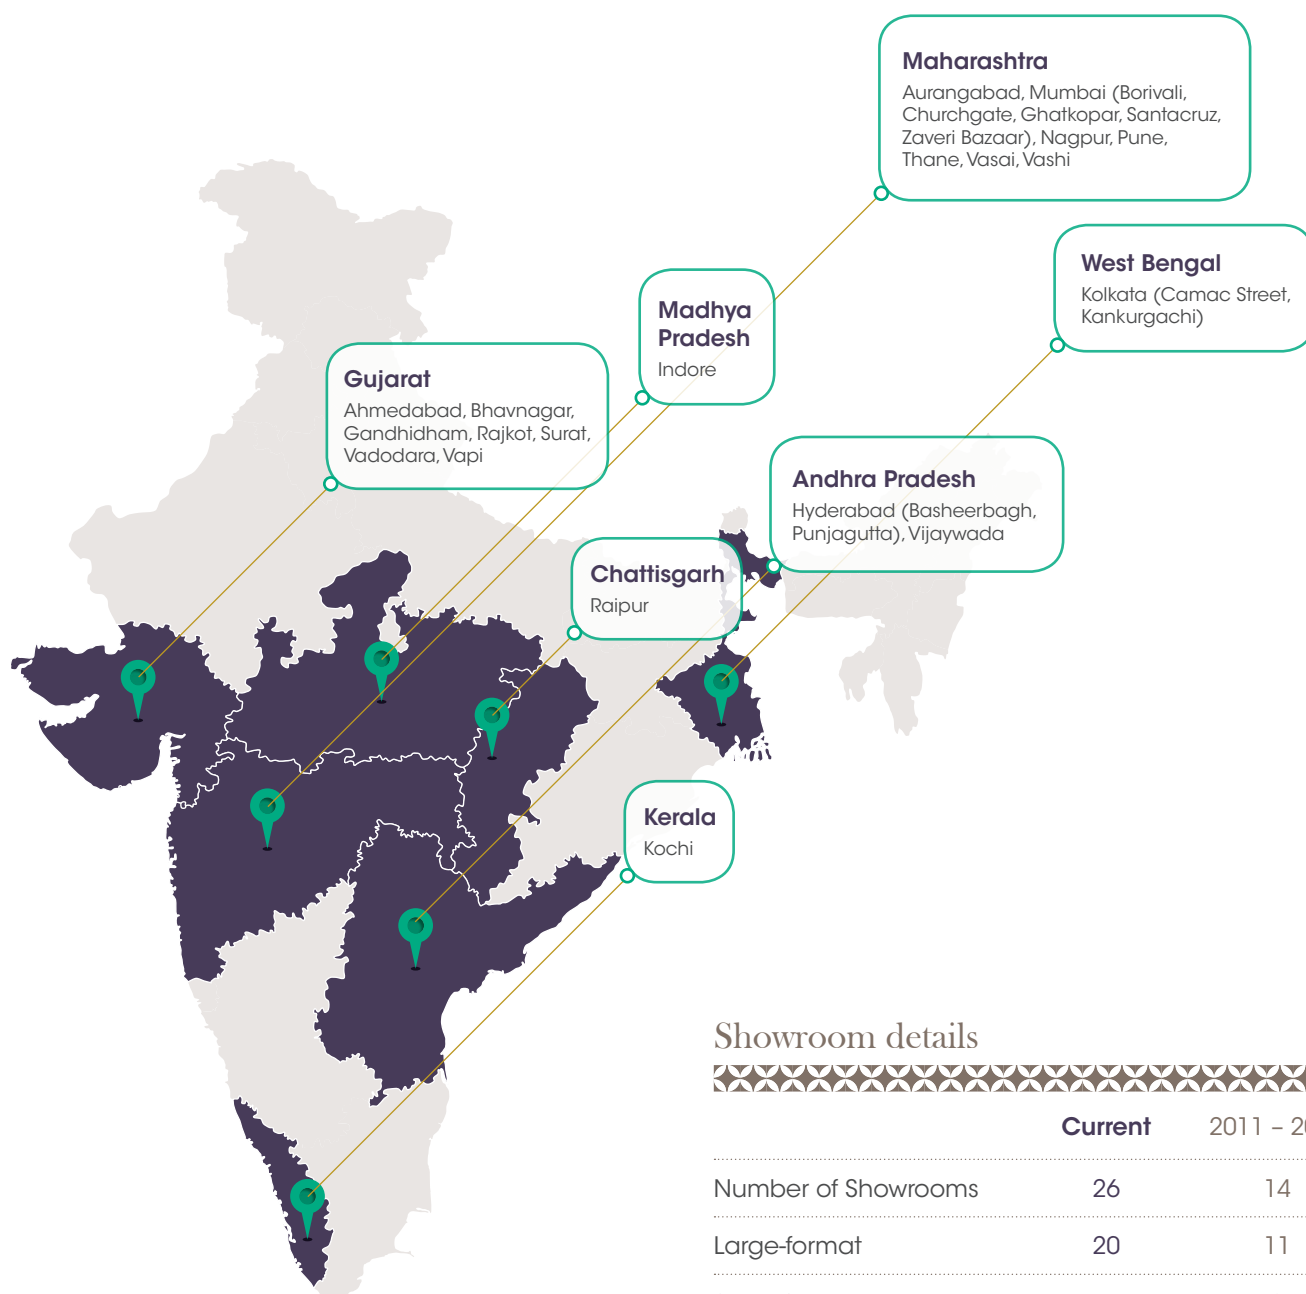 Maharashtra
Aurangabad, Mumbai (Borivali,
Churchgate, Ghatkopar, Santacruz,
Zaveri Bazaar), Nagpur, Pune,
Thane, Vasai, Vashi
West Bengal
Kolkata (Camac Street,
Kankurgachi)
Madhya
Pradesh
Indore
Gujarat
Ahmedabad, Bhavnagar,
Gandhidham, Rajkot, Surat,
Vadodara, Vapi
Andhra Pradesh
Hyderabad (Basheerbagh,
Punjagutta), Vijaywada
Chattisgarh
Raipur
Kerala
Kochi
Showroom details
Current 2011 –
Number of Showrooms 26 14
Large-format 20 11